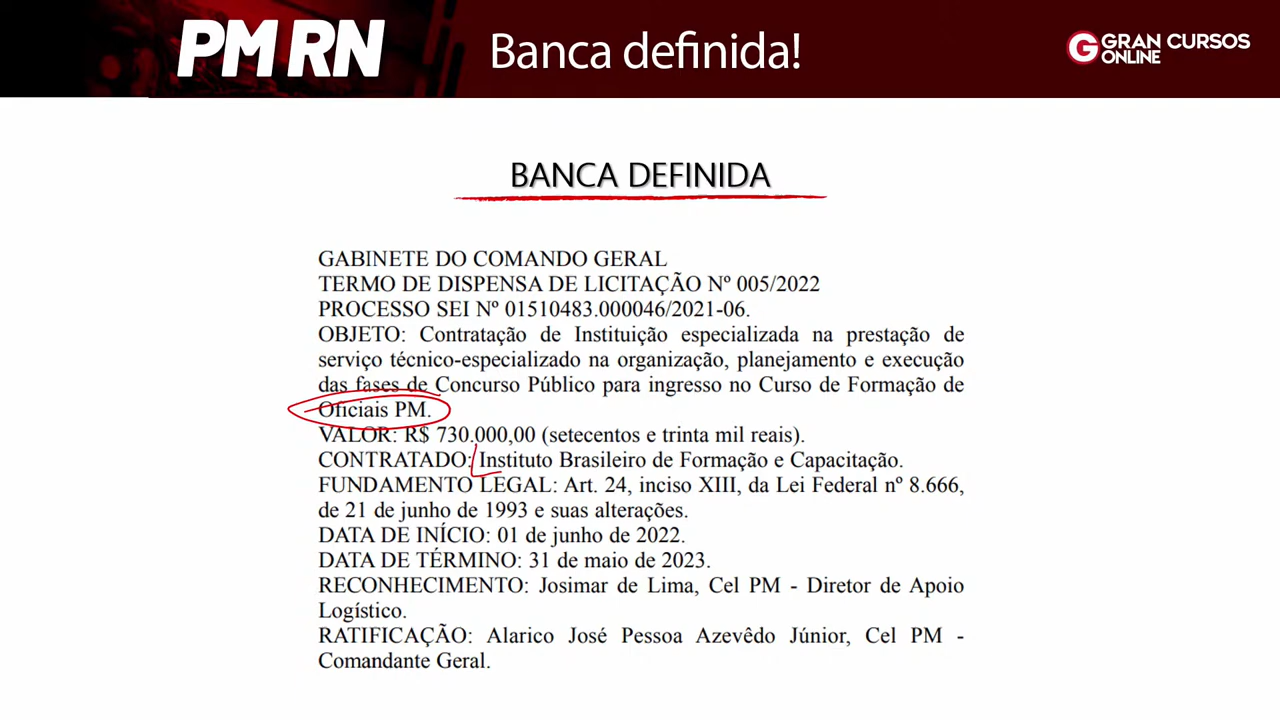 PM RN
Banca definida!
GRAN CURSOS
ONLINE
BANCA DEFINIDA
GABINETE DO COMANDO GERAL
TERMO DE DISPENSA DE LICITAÇÃO Nº 005/2022
PROCESSO SEI Nº 01510483.000046/2021-06.
OBJETO: Contratação de Instituição especializada na prestação de
serviço técnico-especializado na organização, planejamento e execução
das fases de Concurso Público para ingresso no Curso de Formação de
Oficiais PM.
VALOR: R$ 730.000,00 (setecentos e trinta mil reais).
CONTRATADO: Instituto Brasileiro de Formação e Capacitação.
FUNDAMENTO LEGAL: Art. 24, inciso XIII, da Lei Federal nº 8.666,
de 21 de junho de 1993 e suas alterações.
DATA DE INÍCIO: 01 de junho de 2022.
DATA DE TÉRMINO: 31 de maio de 2023.
RECONHECIMENTO: Josimar de Lima, Cel PM - Diretor de Apoio
Logístico.
RATIFICAÇÃO: Alarico José Pessoa Azevêdo Júnior, Cel PM -
Comandante Geral.